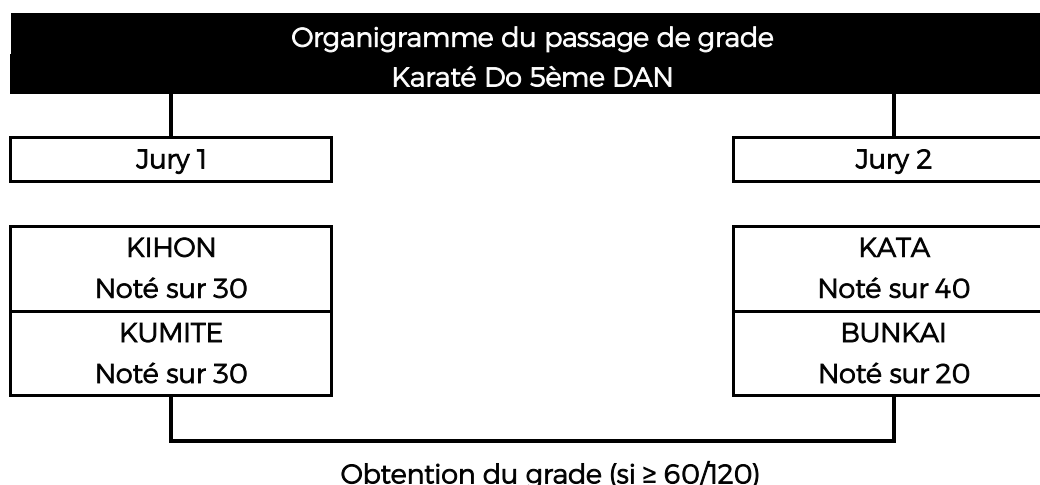 Organigramme du passage de grade
Karaté Do 5ème DAN
Jury 1
Jury 2
KIHON
Noté sur 30
KUMITE
Noté sur 30
KATA
Noté sur 40
BUNKAI
Noté sur 20
Obtention du grade (si ≥ 60/120)